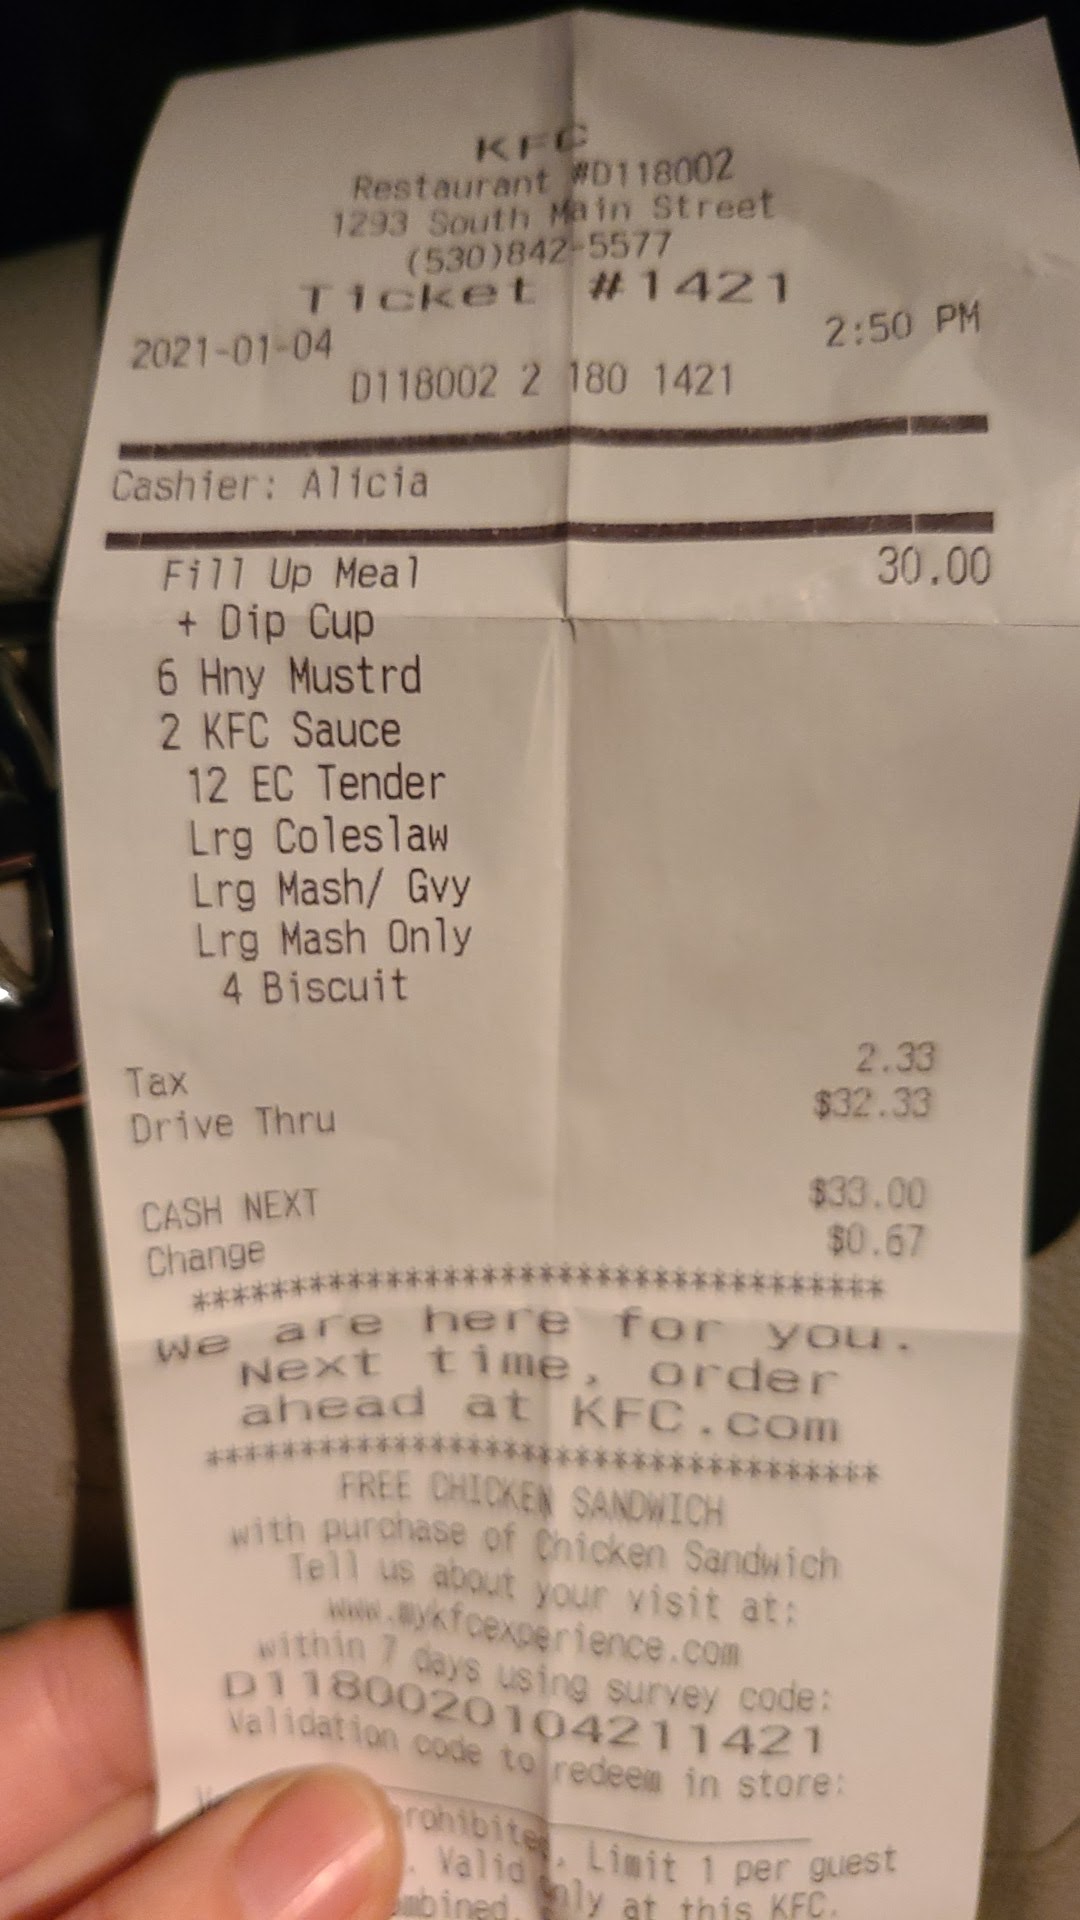 KFC
Restaurant #D118002
1293 South Main Street
(530)842-5577
Ticket #1421
2021-01-04 2:50 PM
D118002 2 180 1421
Cashier: Alicia
Fill Up Meal 30.00
+ Dip Cup
6 Hny Mustrd
2 KFC Sauce
12 EC Tender
Lrg Coleslaw
Lrg Mash/ Gvy
Lrg Mash Only
4 Biscuit
Tax 2.33
Drive Thru $32.33
CASH NEXT $33.00
Change $0.67
***********************************
We are here for you.
Next time, order
ahead at KFC.com
***********************************
FREE CHICKEN SANDWICH
with purchase of Chicken Sandwich
Tell us about your visit at:
www.mykfcexperience.com
within 7 days using survey code:
D1180020104211421
Validation code to redeem in store:
Limit 1 per guest
. Valid only at this KFC.